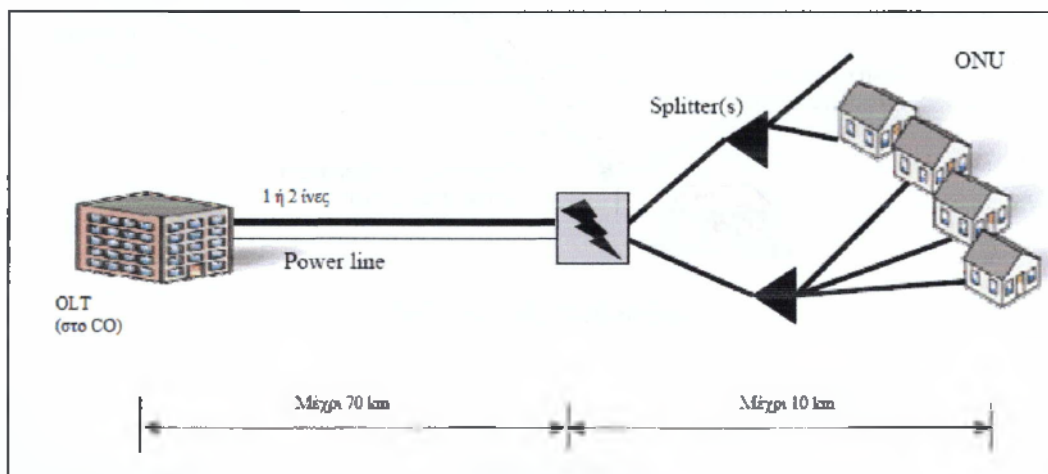 ONU
Splitter(s)
1 ή 2 ίνες
Power line
OLT
(στο CO)
Μέχρι 70 km
Μέχρι 10 km